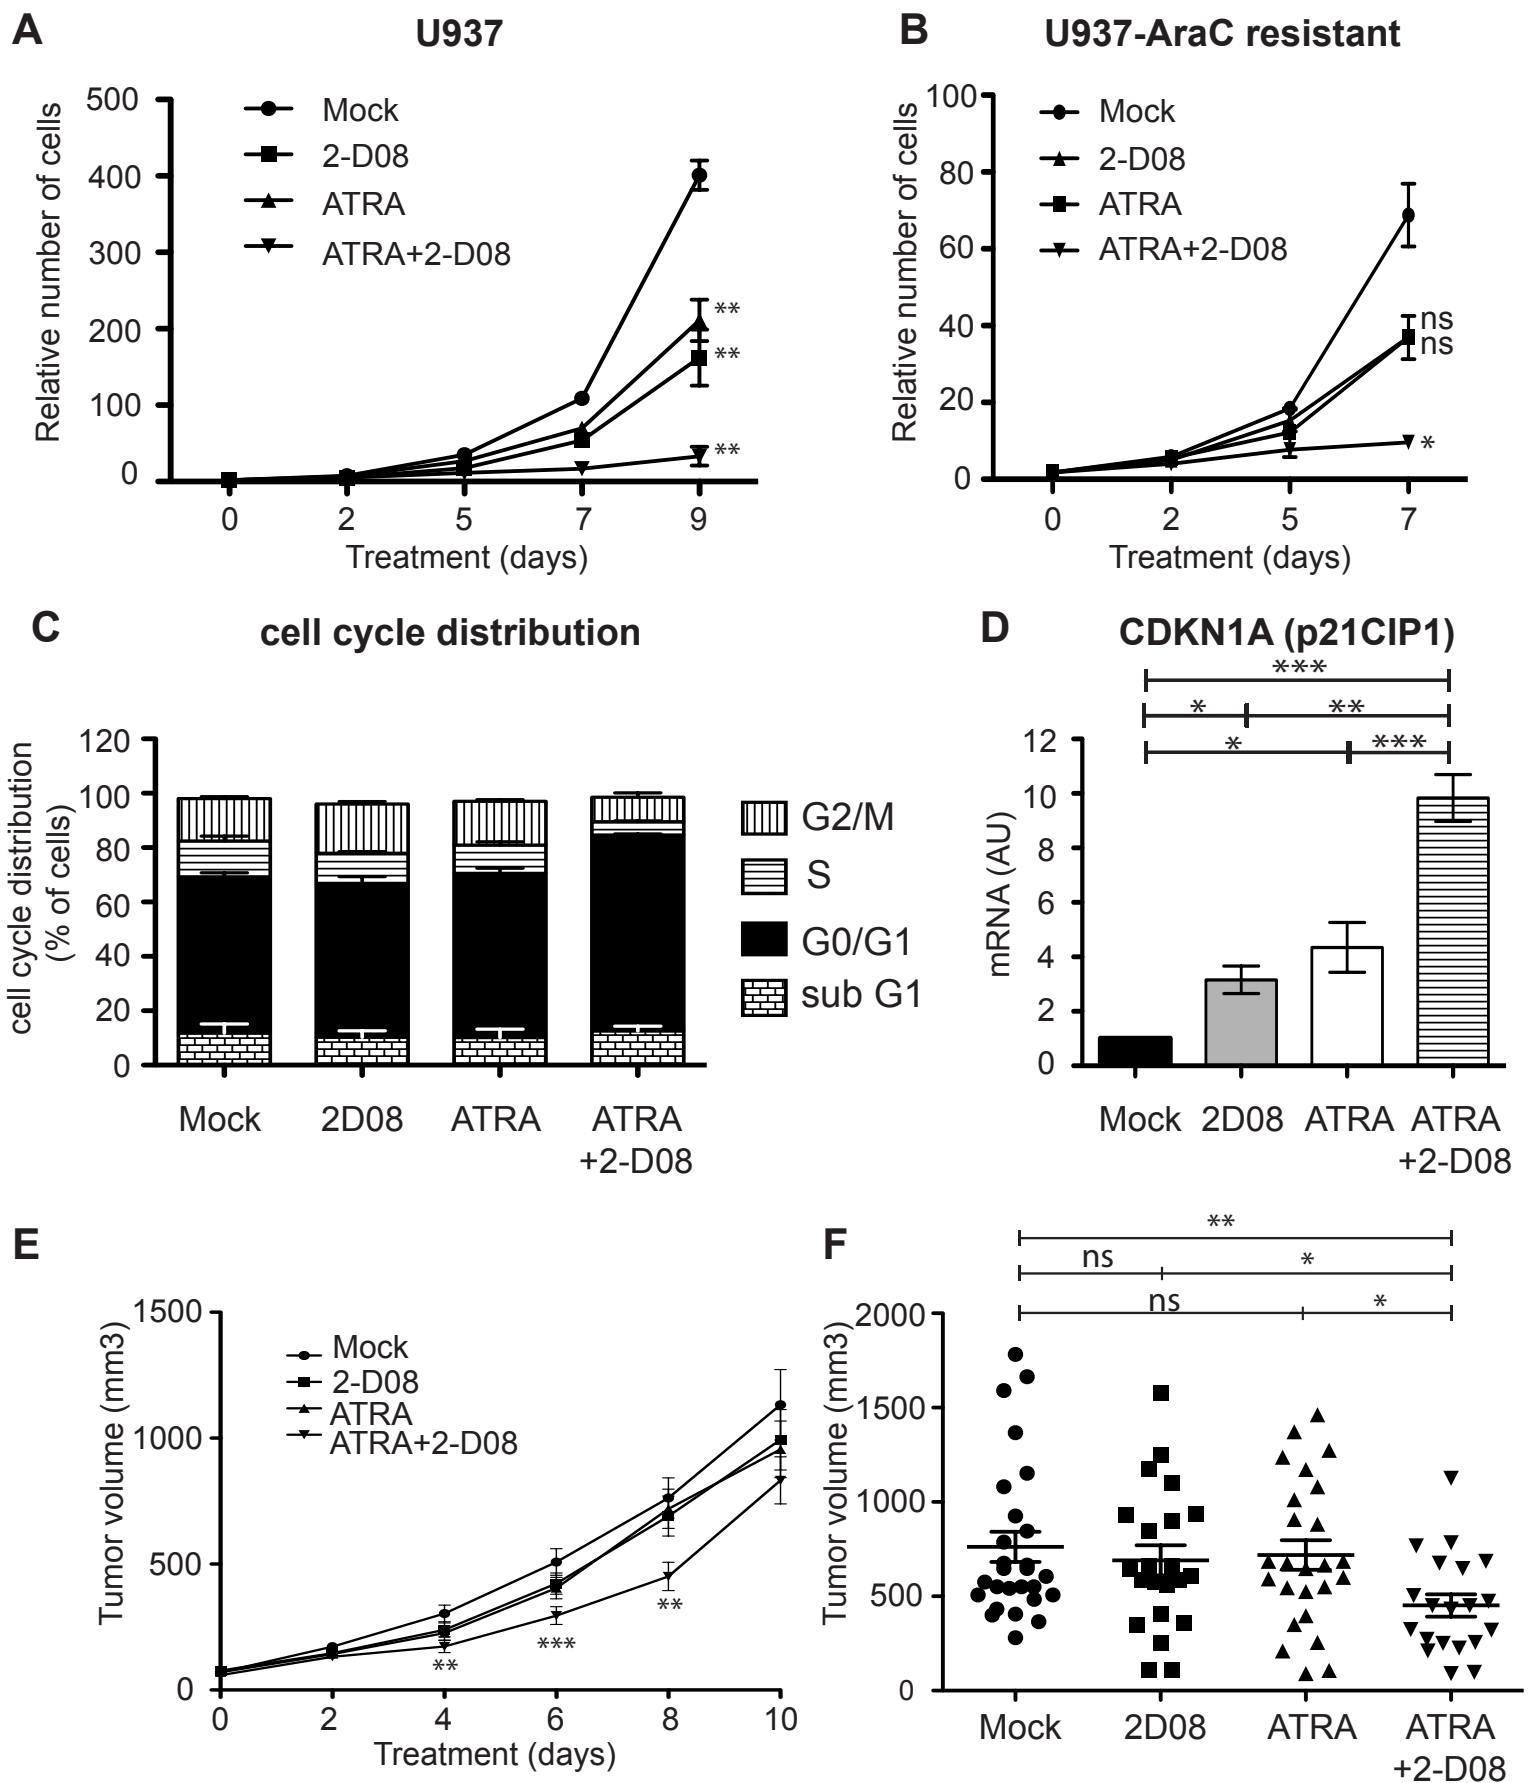 A
U937
Relative number of cells
500
400
300
200
100
0
Mock
2-D08
ATRA
ATRA+2-D08
**
**
**
0 2 5 7 9
Treatment (days)
B
U937-AraC resistant
Relative number of cells
100
80
60
40
20
0
Mock
2-D08
ATRA
ATRA+2-D08
ns
ns
*
0 2 5 7
Treatment (days)
C
cell cycle distribution
cell cycle distribution
(% of cells)
120
100
80
60
40
20
0
G2/M
S
G0/G1
sub G1
Mock 2D08 ATRA ATRA
+2-D08
D
CDKN1A (p21CIP1)
***
* **
* ***
mRNA (AU)
12
10
8
6
4
2
0
Mock 2D08 ATRA ATRA
+2-D08
E
Tumor volume (mm3)
1500
1000
500
0
Mock
2-D08
ATRA
ATRA+2-D08
**
***
**
0 2 4 6 8 10
Treatment (days)
F
**
ns *
ns *
Tumor volume (mm3)
2000
1500
1000
500
0
Mock 2D08 ATRA ATRA
+2-D08